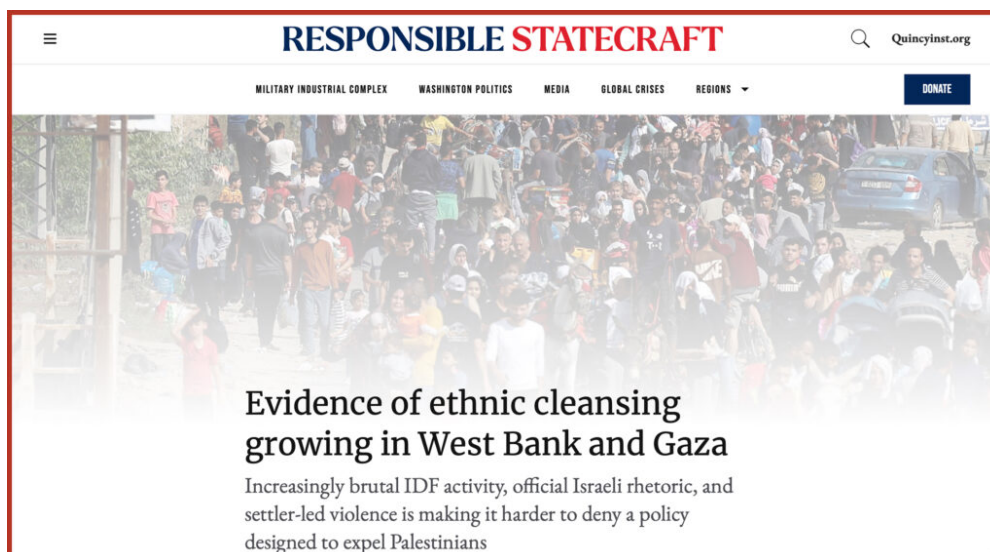 RESPONSIBLE STATECRAFT
Quincyinst.org
MILITARY INDUSTRIAL COMPLEX WASHINGTON POLITICS MEDIA GLOBAL CRISES REGIONS
DONATE
Evidence of ethnic cleansing
growing in West Bank and Gaza
Increasingly brutal IDF activity, official Israeli rhetoric, and
settler-led violence is making it harder to deny a policy
designed to expel Palestinians